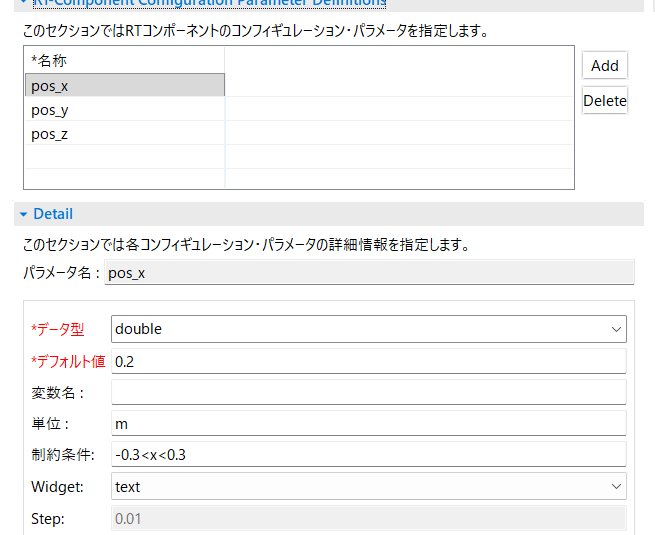 RT-Component Configuration Parameter Definitions
このセクションではRTコンポーネントのコンフィギュレーション・パラメータを指定します。
*名称
Add
pos_x
Delete
pos_y
pos_z
Detail
このセクションでは各コンフィギュレーション・パラメータの詳細情報を指定します。
パラメータ名 : pos_x
*データ型 double
*デフォルト値 0.2
変数名 :
単位 : m
制約条件: -0.3<x<0.3
Widget: text
Step: 0.01